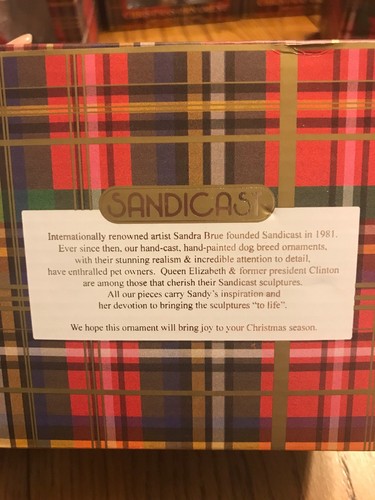 SANDICAST
Internationally renowned artist Sandra Brue founded Sandicast in 1981.
Ever since then, our hand-cast, hand-painted dog breed ornaments,
with their stunning realism & incredible attention to detail,
have enthralled pet owners. Queen Elizabeth & former president Clinton
are among those that cherish their Sandicast sculptures.
All our pieces carry Sandy's inspiration and
her devotion to bringing the sculptures "to life".
We hope this ornament will bring joy to your Christmas season.